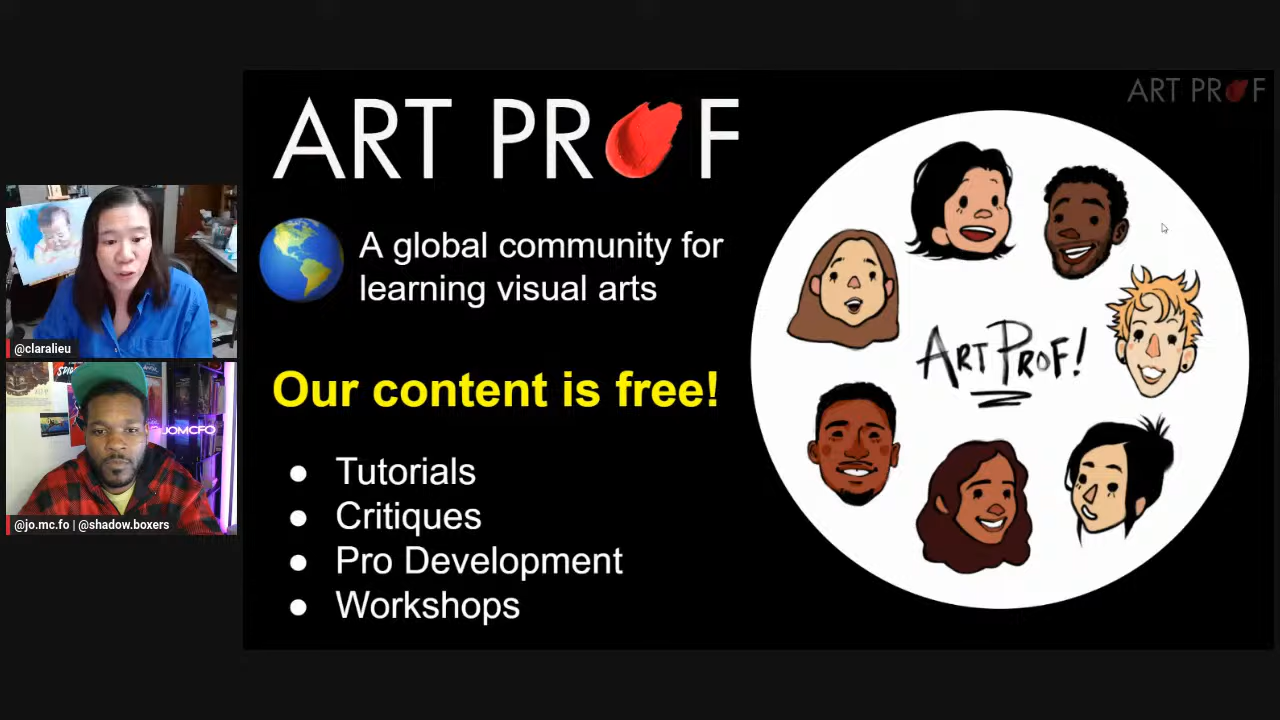 ART PROF
ART PROF
A global community for
learning visual arts
Our content is free!
• Tutorials
• Critiques
• Pro Development
• Workshops
ART PROF!
@claralieu
JOMCFO
@jo.mc.fo | @shadow.boxers